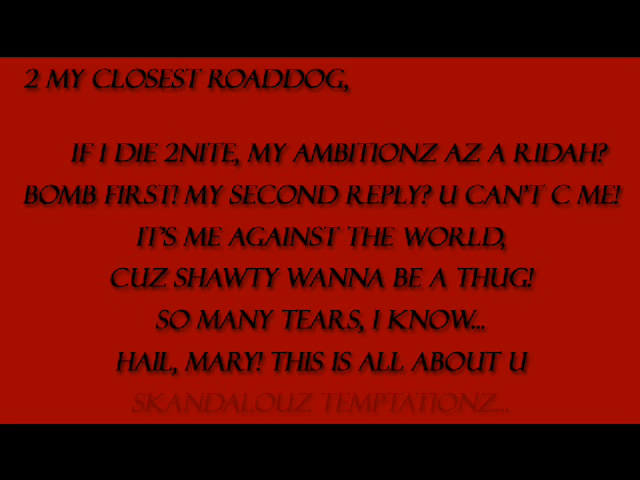 2 MY CLOSEST ROADDOG,
IF I DIE 2NITE, MY AMBITIONZ AZ A RIDAH?
BOMB FIRST! MY SECOND REPLY? U CAN'T C ME!
IT'S ME AGAINST THE WORLD,
CUZ SHAWTY WANNA BE A THUG!
SO MANY TEARS, I KNOW...
HAIL, MARY! THIS IS ALL ABOUT U
SKANDALOUZ TEMPTATIONZ...